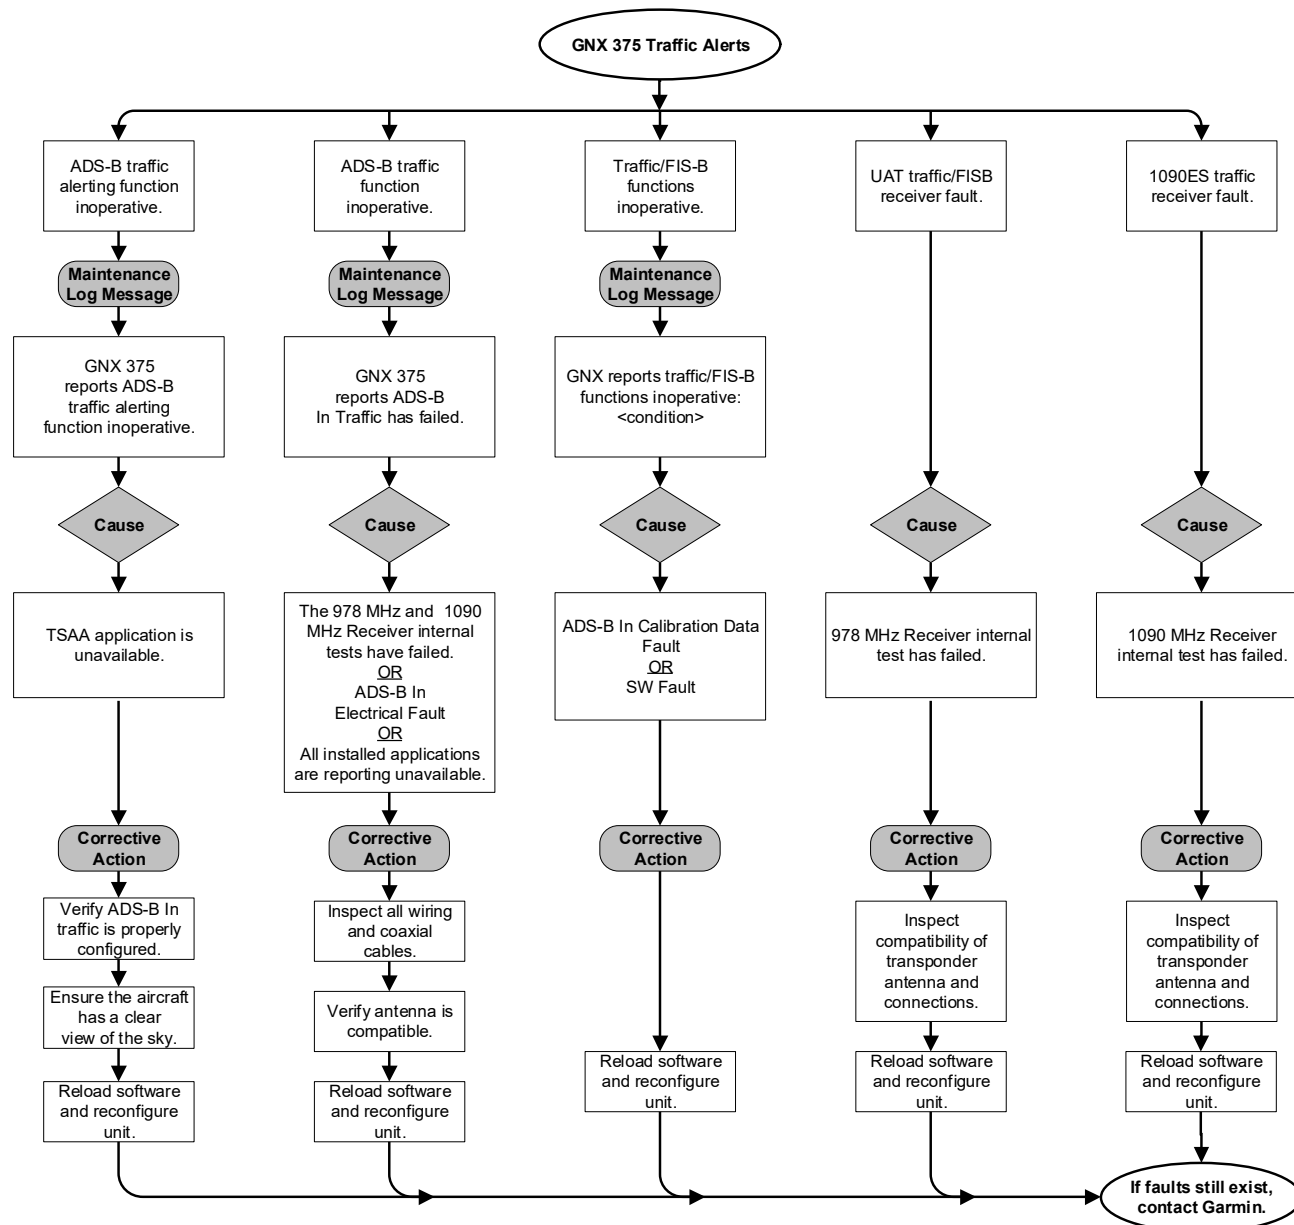 GNX 375 Traffic Alerts
ADS-B traffic
alerting function
inoperative.
ADS-B traffic
function
inoperative.
Traffic/FIS-B
functions
inoperative.
UAT traffic/FISB
receiver fault.
1090ES traffic
receiver fault.
Maintenance
Log Message
Maintenance
Log Message
Maintenance
Log Message
GNX 375
reports ADS-B
traffic alerting
function inoperative.
GNX 375
reports ADS-B
In Traffic has failed.
GNX reports traffic/FIS-B
functions inoperative:
<condition>
Cause
Cause
Cause
Cause
Cause
TSAA application is
unavailable.
The 978 MHz and 1090
MHz Receiver internal
tests have failed.
OR
ADS-B In
Electrical Fault
OR
All installed applications
are reporting unavailable.
ADS-B In Calibration Data
Fault
OR
SW Fault
978 MHz Receiver internal
test has failed.
1090 MHz Receiver
internal test has failed.
Corrective
Action
Corrective
Action
Corrective
Action
Corrective
Action
Corrective
Action
Verify ADS-B In
traffic is properly
configured.
Ensure the aircraft
has a clear
view of the sky.
Reload software
and reconfigure
unit.
Inspect all wiring
and coaxial
cables.
Verify antenna is
compatible.
Reload software
and reconfigure
unit.
Reload software
and reconfigure
unit.
Inspect
compatibility of
transponder
antenna and
connections.
Reload software
and reconfigure
unit.
Inspect
compatibility of
transponder
antenna and
connections.
Reload software
and reconfigure
unit.
If faults still exist,
contact Garmin.